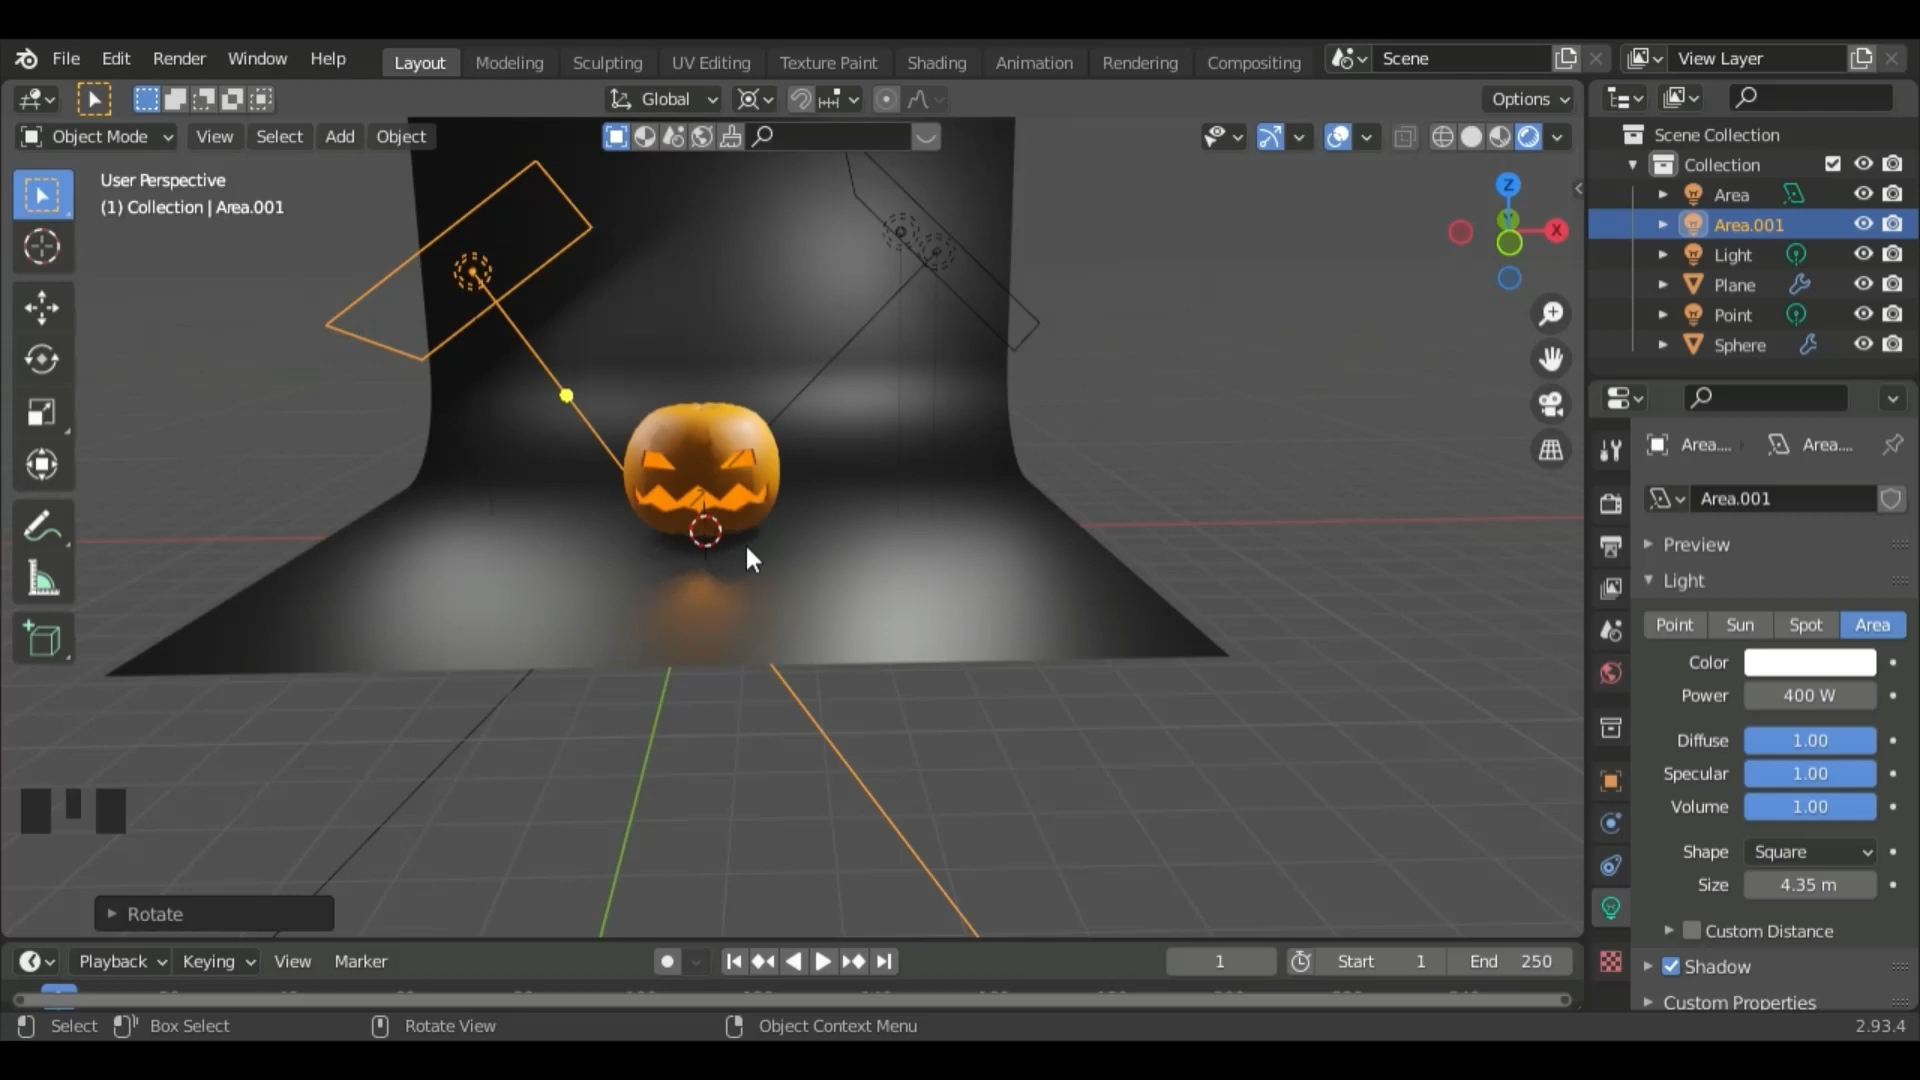 File Edit Render Window Help Layout Modeling Sculpting UV Editing Texture Paint Shading Animation Rendering Compositing Scene View Layer
Global Options
Object Mode View Select Add Object
User Perspective
(1) Collection | Area.001
Z
X
Scene Collection
Collection
Area
Area.001
Light
Plane
Point
Sphere
Area.... Area....
Area.001
Preview
Light
Point Sun Spot Area
Color
Power 400 W
Diffuse 1.00
Specular 1.00
Volume 1.00
Shape Square
Size 4.35 m
Custom Distance
Shadow
Custom Properties
Rotate
Playback Keying View Marker 1 Start 1 End 250
Select Box Select Rotate View Object Context Menu 2.93.4